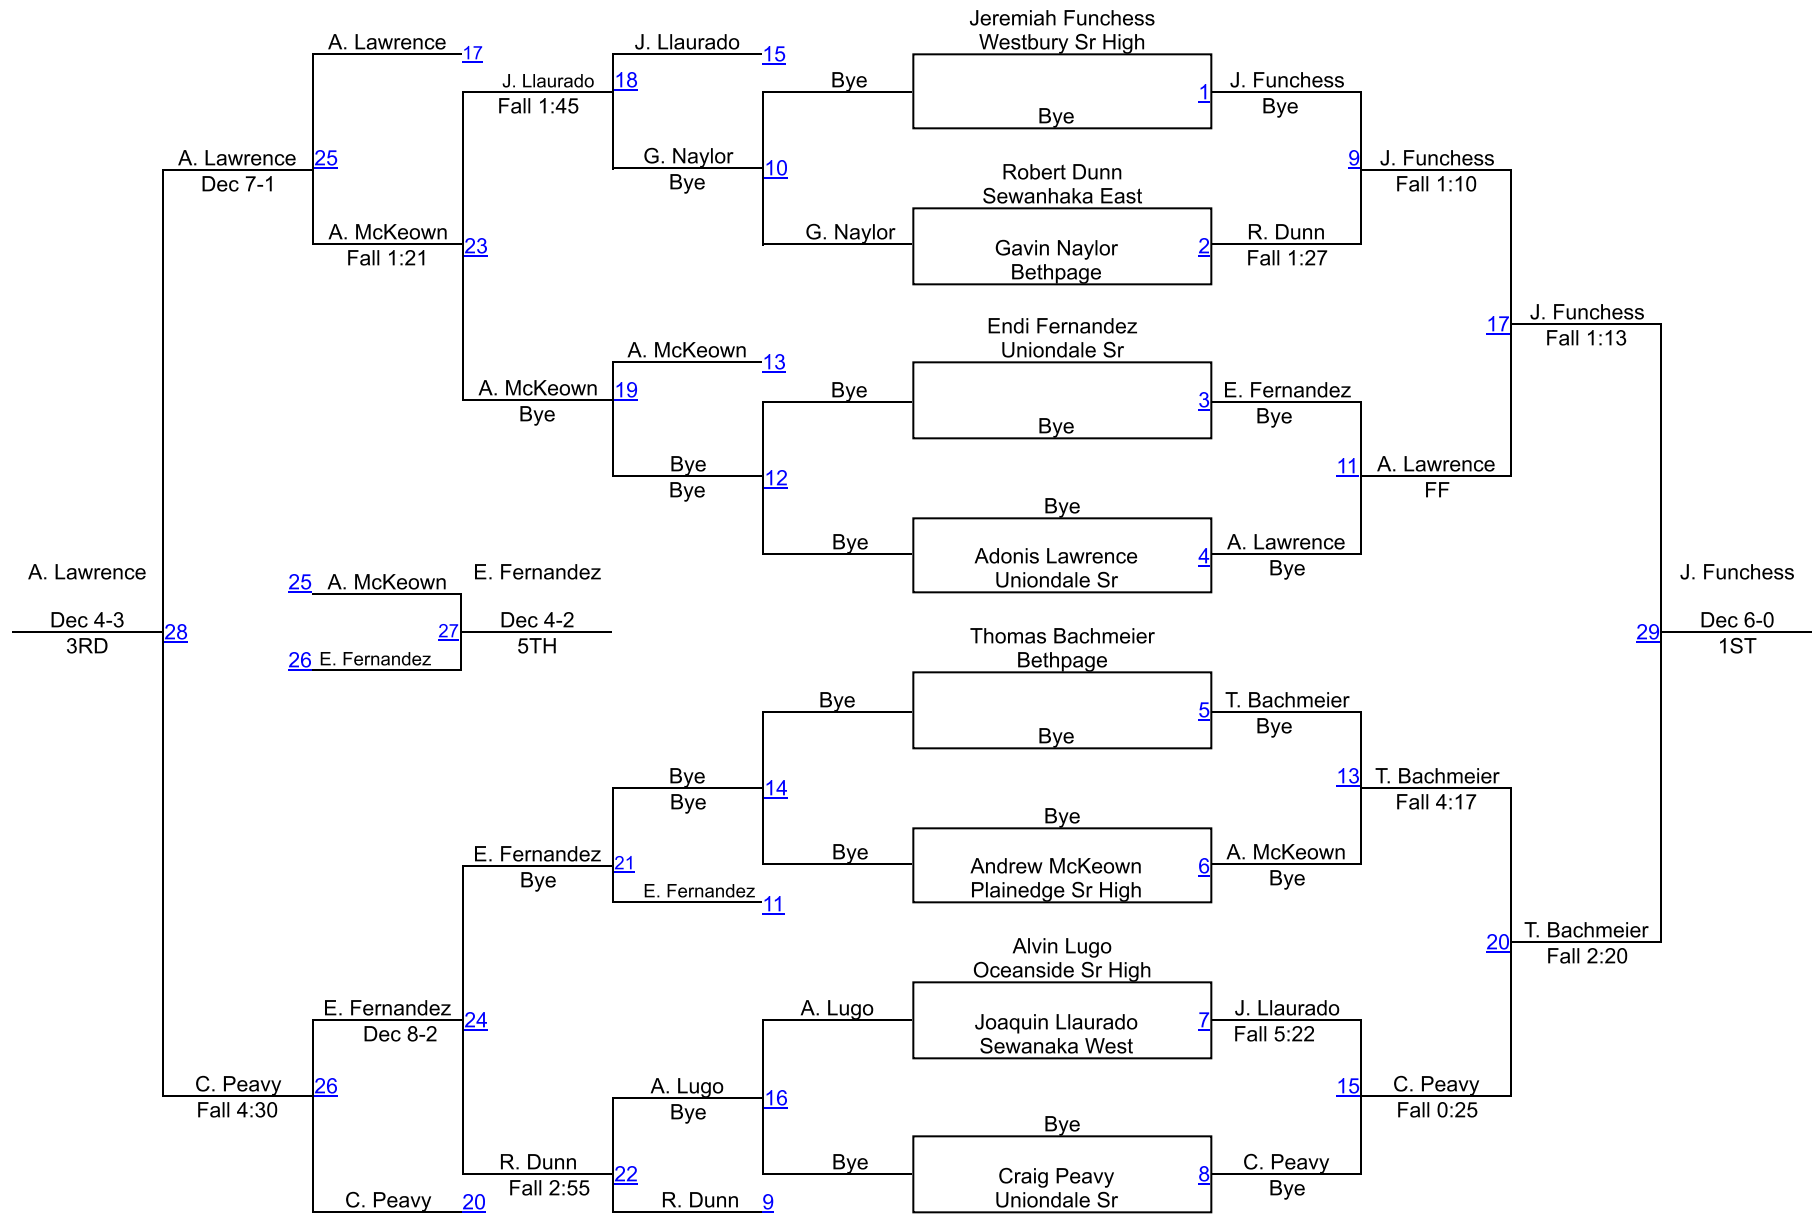 Jeremiah Funchess
Westbury Sr High
A. Lawrence
17
J. Llaurado
15
J. Llaurado
18
Fall 1:45
Bye
1
J. Funchess
Bye
Bye
A. Lawrence
25
Dec 7-1
G. Naylor
10
Bye
Robert Dunn
Sewanhaka East
9
J. Funchess
Fall 1:10
A. McKeown
23
Fall 1:21
G. Naylor
Gavin Naylor
Bethpage
2
R. Dunn
Fall 1:27
Endi Fernandez
Uniondale Sr
17
J. Funchess
Fall 1:13
A. McKeown
13
A. McKeown
19
Bye
Bye
3
E. Fernandez
Bye
Bye
Bye
12
Bye
11
A. Lawrence
FF
Bye
Bye
Adonis Lawrence
Uniondale Sr
4
A. Lawrence
Bye
A. Lawrence
Dec 4-3
28
3RD
25
A. McKeown
E. Fernandez
27
Dec 4-2
5TH
26
E. Fernandez
J. Funchess
29
Dec 6-0
1ST
Thomas Bachmeier
Bethpage
Bye
5
T. Bachmeier
Bye
Bye
Bye
14
Bye
13
T. Bachmeier
Fall 4:17
Bye
E. Fernandez
21
Bye
Bye
Andrew McKeown
Plainedge Sr High
6
A. McKeown
Bye
E. Fernandez
11
Alvin Lugo
Oceanside Sr High
20
T. Bachmeier
Fall 2:20
E. Fernandez
24
Dec 8-2
A. Lugo
Joaquin Llaurado
Sewanaka West
7
J. Llaurado
Fall 5:22
C. Peavy
26
Fall 4:30
A. Lugo
16
Bye
15
C. Peavy
Fall 0:25
Bye
R. Dunn
22
Fall 2:55
Bye
Craig Peavy
Uniondale Sr
8
C. Peavy
Bye
C. Peavy
20
R. Dunn
9